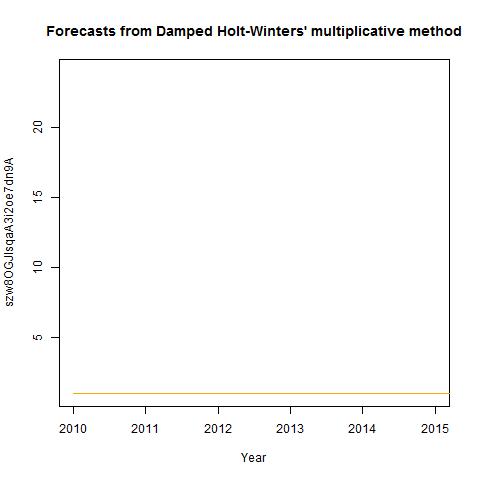 Forecasts from Damped Holt-Winters' multiplicative method
szw8OGJlsqaA3i2oe7dn9A
20
15
10
5
2010 2011 2012 2013 2014 2015
Year